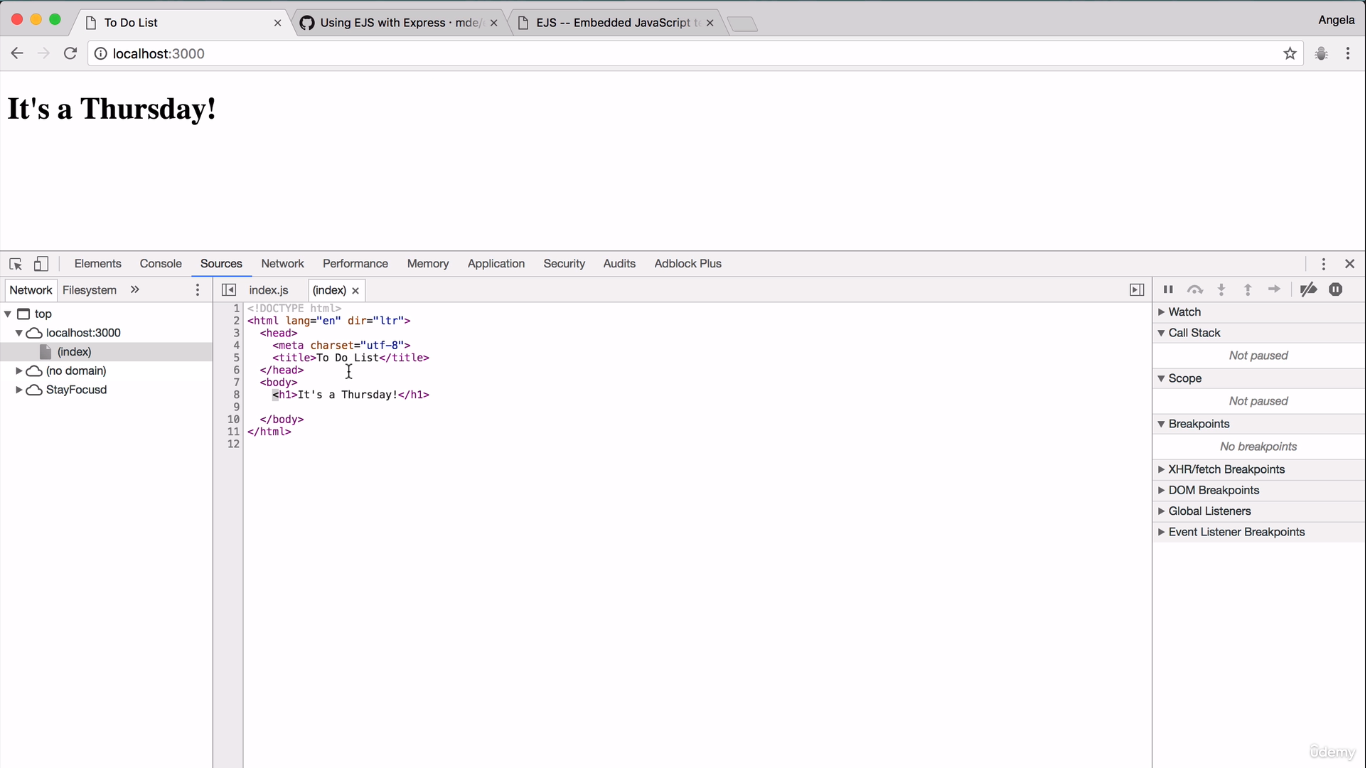 To Do List
Using EJS with Express · mde/
EJS -- Embedded JavaScript t
Angela
localhost:3000
It's a Thursday!
Elements Console Sources Network Performance Memory Application Security Audits Adblock Plus
Network Filesystem »
index.js (index)
top
localhost:3000
(index)
(no domain)
StayFocusd
1 <!DOCTYPE html>
2 <html lang="en" dir="ltr">
3 <head>
4 <meta charset="utf-8">
5 <title>To Do List</title>
6 </head>
7 <body>
8 <h1>It's a Thursday!</h1>
9
10 </body>
11 </html>
12
Watch
Call Stack
Not paused
Scope
Not paused
Breakpoints
No breakpoints
XHR/fetch Breakpoints
DOM Breakpoints
Global Listeners
Event Listener Breakpoints
ûdemy